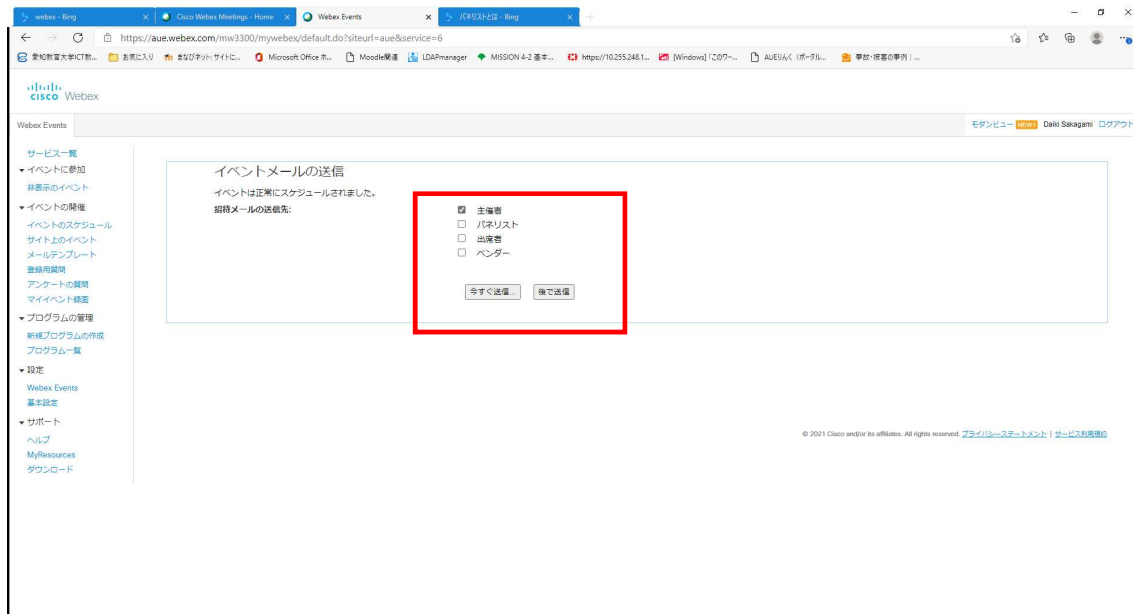 webex - Bing
Cisco Webex Meetings - Home
Webex Events
パネリストとは - Bing
https://aue.webex.com/mw3300/mywebex/default.do?siteurl=aue&service=6
愛知教育大学ICT教...
お気に入り
まなびネット: サイトに...
Microsoft Office ホ...
Moodle関連
LDAPmanager
MISSION 4-2 基本...
https://10.255.248.1...
[Windows]「このワー...
AUEりんく（ポータル...
事故・被害の事例｜...
CISCO Webex
Webex Events
モダンビュー NEW! Daiki Sakagami ログアウト
サービス一覧
イベントに参加
非表示のイベント
イベントの開催
イベントのスケジュール
サイト上のイベント
メールテンプレート
登録用質問
アンケートの質問
マイイベント録画
プログラムの管理
新規プログラムの作成
プログラム一覧
設定
Webex Events
基本設定
サポート
ヘルプ
MyResources
ダウンロード
イベントメールの送信
イベントは正常にスケジュールされました。
招待メールの送信先:
主催者
パネリスト
出席者
ベンダー
今すぐ送信... 後で送信
© 2021 Cisco and/or its affiliates. All rights reserved. プライバシーステートメント | サービス利用規約